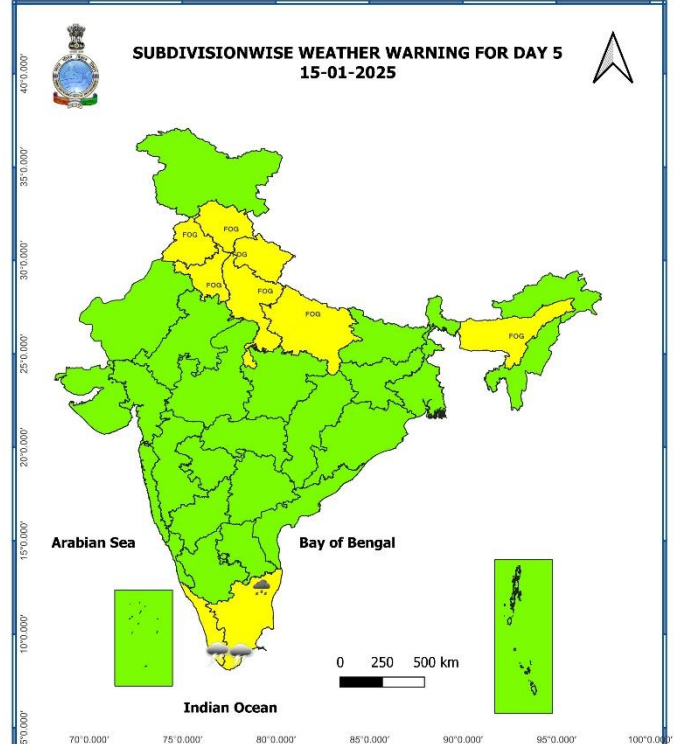 SUBDIVISIONWISE WEATHER WARNING FOR DAY 5
15-01-2025
40°0.000'
35°0.000'
FOG
FOG
30°0.000'
FOG
FOG
FOG
FOG
25°0.000'
FOG
20°0.000'
15°0.000'
Arabian Sea
Bay of Bengal
10°0.000'
0 250 500 km
Indian Ocean
5°0.000'
70°0.000' 75°0.000' 80°0.000' 85°0.000' 90°0.000' 95°0.000' 100°0.000'